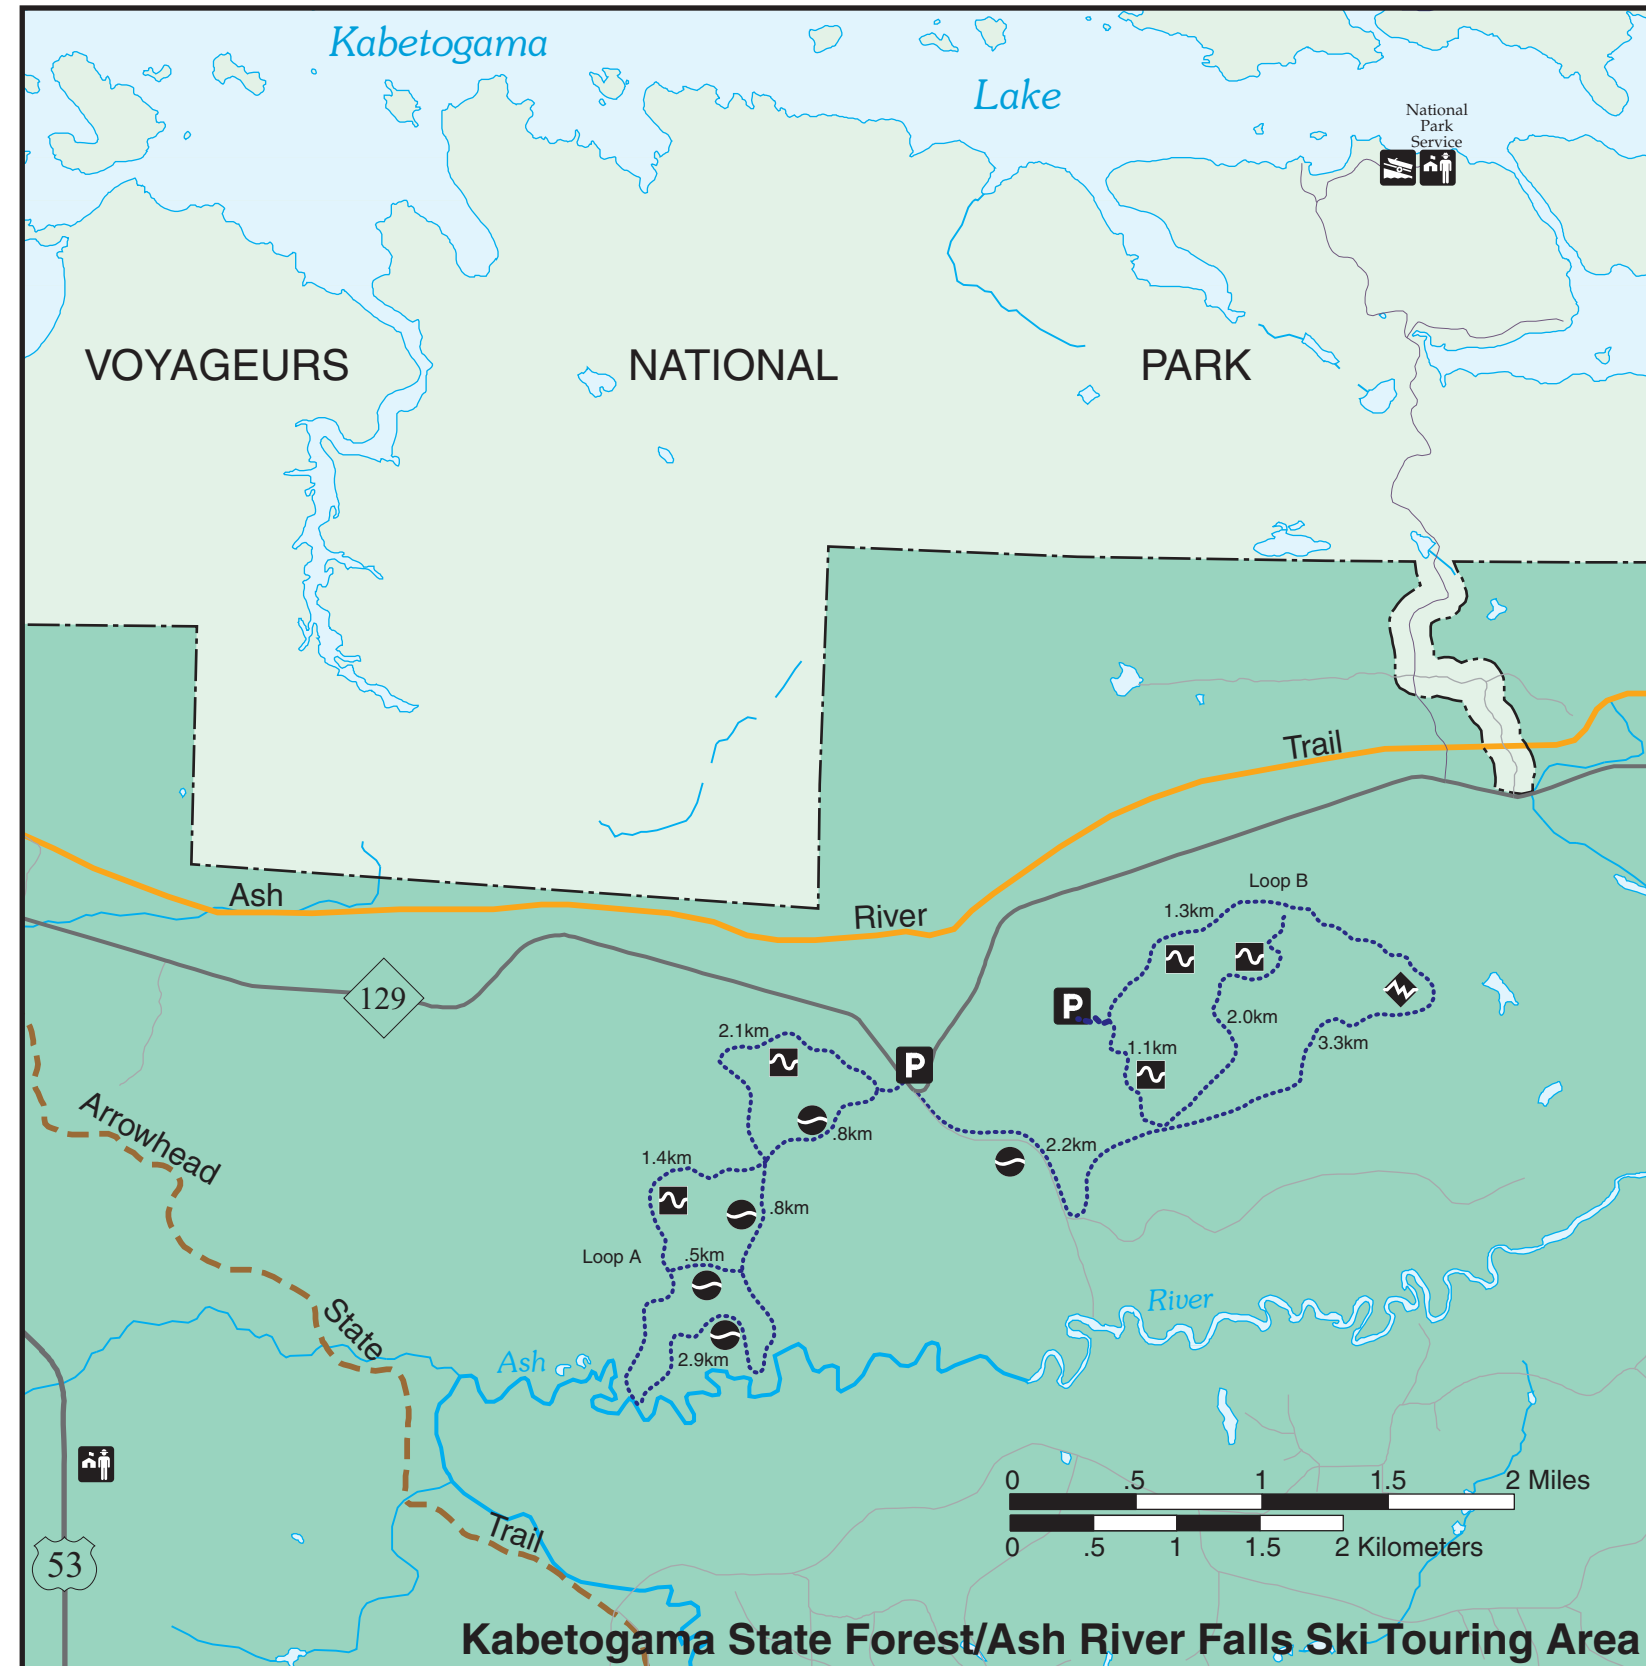 Kabetogama
Lake
National
Park
Service
VOYAGEURS NATIONAL PARK
Trail
Ash
River
Loop B
1.3km
129
P
2.0km
2.1km
3.3km
1.1km
P
Arrowhead
.8km
2.2km
1.4km
.8km
Loop A
.5km
River
State
2.9km
Ash
0 .5 1 1.5 2 Miles
Trail
0 .5 1 1.5 2 Kilometers
53
Kabetogama State Forest/Ash River Falls Ski Touring Area